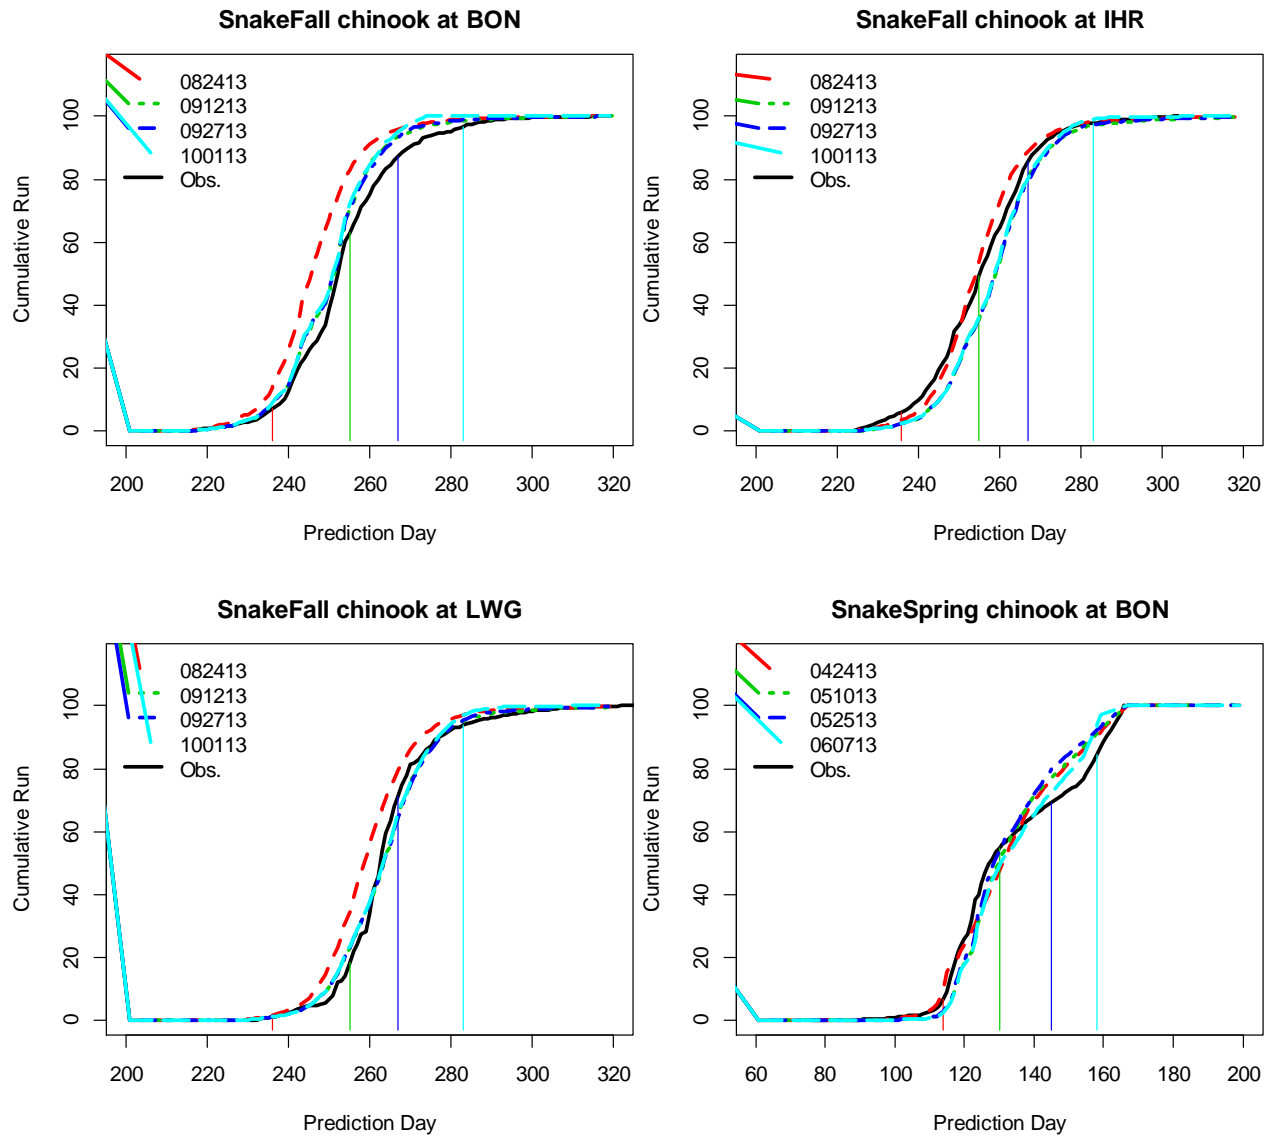 SnakeFall chinook at BON
Cumulative Run
0 20 40 60 80 100
082413
091213
092713
100113
Obs.
200 220 240 260 280 300 320
Prediction Day
SnakeFall chinook at IHR
Cumulative Run
0 20 40 60 80 100
082413
091213
092713
100113
Obs.
200 220 240 260 280 300 320
Prediction Day
SnakeFall chinook at LWG
Cumulative Run
0 20 40 60 80 100
082413
091213
092713
100113
Obs.
200 220 240 260 280 300 320
Prediction Day
SnakeSpring chinook at BON
Cumulative Run
0 20 40 60 80 100
042413
051013
052513
060713
Obs.
60 80 100 120 140 160 180 200
Prediction Day